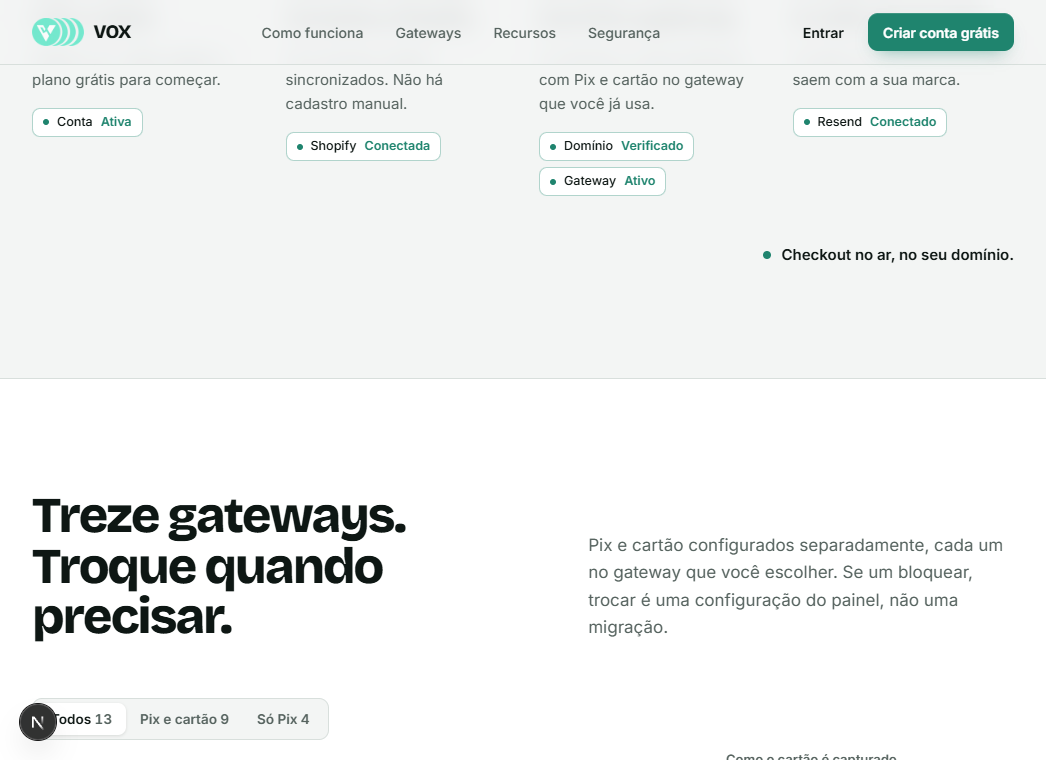 VOX
Como funciona
Gateways
Recursos
Segurança
Entrar
Criar conta grátis
plano grátis para começar.
Conta Ativa
sincronizados. Não há
cadastro manual.
Shopify Conectada
com Pix e cartão no gateway
que você já usa.
Domínio Verificado
Gateway Ativo
saem com a sua marca.
Resend Conectado
Checkout no ar, no seu domínio.
Treze gateways.
Troque quando
precisar.
Pix e cartão configurados separadamente, cada um
no gateway que você escolher. Se um bloquear,
trocar é uma configuração do painel, não uma
migração.
Todos 13
Pix e cartão 9
Só Pix 4
N
Como o cartão é capturado